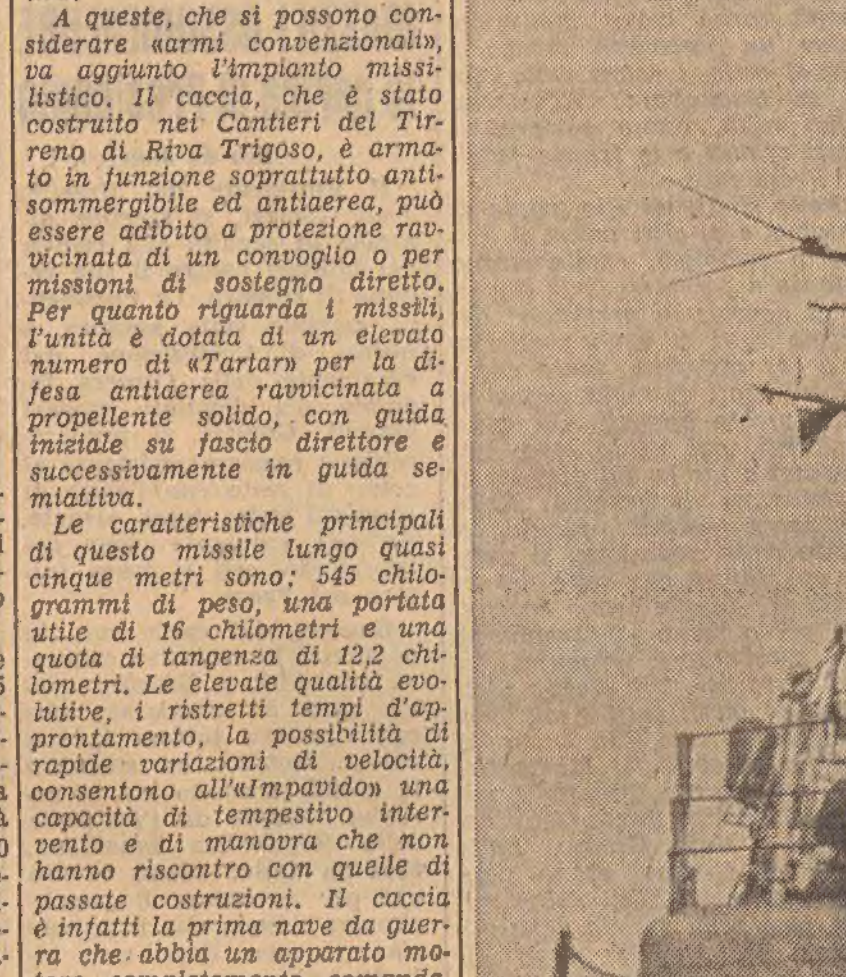 A queste, che si possono con-
siderare «armi convenzionali»,
va aggiunto l'impianto missi-
listico. Il caccia, che è stato
costruito nei Cantieri del Tir-
reno di Riva Trigoso, è arma-
to in funzione soprattutto anti-
sommergibile ed antiaerea, può
essere adibito a protezione rav-
vicinata di un convoglio o per
missioni di sostegno diretto.
Per quanto riguarda i missili,
l'unità è dotata di un elevato
numero di «Tartar» per la di-
fesa antiaerea ravvicinata a
propellente solido, con guida
iniziale su fascio direttore e
successivamente in guida se-
miattiva.
Le caratteristiche principali
di questo missile lungo quasi
cinque metri sono: 545 chilo-
grammi di peso, una portata
utile di 16 chilometri e una
quota di tangenza di 12,2 chi-
lometri. Le elevate qualità evo-
lutive, i ristretti tempi d'ap-
prontamento, la possibilità di
rapide variazioni di velocità,
consentono all'«Impavido» una
capacità di tempestivo inter-
vento e di manovra che non
hanno riscontro con quelle di
passate costruzioni. Il caccia
è infatti la prima nave da guer-
ra che abbia un apparato mo-